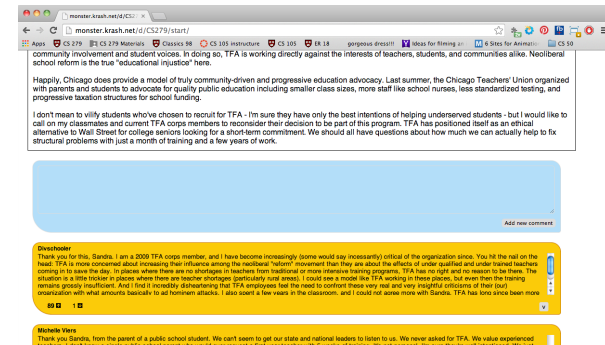 monster.krash.net/d/CS27
monster.krash.net/d/CS279/start/
Apps CS 279 CS 279 Materials Classics 98 CS 105 instructure CS 105 ER 18 gorgeous dress!!! Ideas for filming an 6 Sites for Animation CS 50
community involvement and student voices. In doing so, TFA is working directly against the interests of teachers, students, and communities alike. Neoliberal
school reform is the true "educational injustice" here.
Happily, Chicago does provide a model of truly community-driven and progressive education advocacy. Last summer, the Chicago Teachers' Union organized
with parents and students to advocate for quality public education including smaller class sizes, more staff like school nurses, less standardized testing, and
progressive taxation structures for school funding.
I don't mean to vilify students who've chosen to recruit for TFA - I'm sure they have only the best intentions of helping underserved students - but I would like to
call on my classmates and current TFA corps members to reconsider their decision to be part of this program. TFA has positioned itself as an ethical
alternative to Wall Street for college seniors looking for a short-term commitment. We should all have questions about how much we can actually help to fix
structural problems with just a month of training and a few years of work.
Add new comment
Divschooler
Thank you for this, Sandra. I am a 2009 TFA corps member, and I have become increasingly (some would say incessantly) critical of the organization since. You hit the nail on the
head: TFA is more concerned about increasing their influence among the neoliberal "reform" movement than they are about the effects of under qualified and under trained teachers
coming in to save the day. In places where there are no shortages in teachers from traditional or more intensive training programs, TFA has no right and no reason to be there. The
situation is a little trickier in places where there are teacher shortages (particularly rural areas). I could see a model like TFA working in these places, but even then the training
remains grossly insufficient. And I find it incredibly disheartening that TFA employees feel the need to confront these very real and very insightful criticisms of their (our)
organization with what amounts basically to ad hominem attacks. I also spent a few years in the classroom, and I could not agree more with Sandra. TFA has long since been more
89 1
v
Michelle Viers
Thank you Sandra, from the parent of a public school student. We can't seem to get our state and national leaders to listen to us. We never asked for TFA. We value experienced